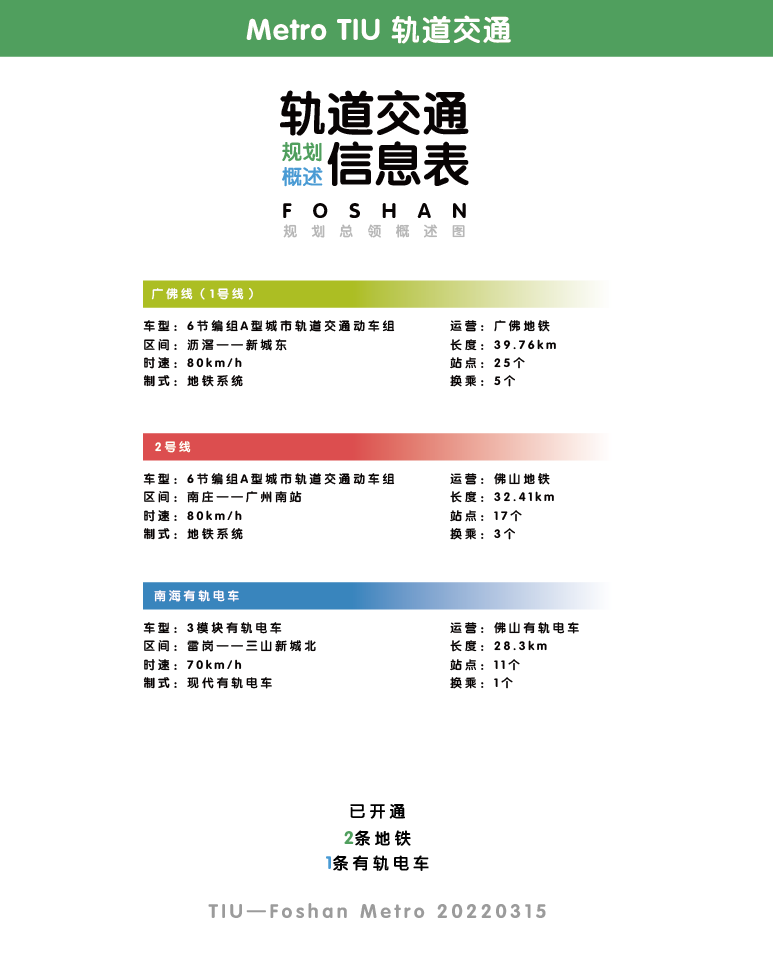 Metro TIU 轨道交通
轨道交通
规划
概述
信息表
FOSHAN
规划总领概述图
广佛线（1号线）
车型：6节编组A型城市轨道交通动车组
运营：广佛地铁
区间：沥滘——新城东
长度：39.76km
时速：80km/h
站点：25个
制式：地铁系统
换乘：5个
2号线
车型：6节编组A型城市轨道交通动车组
运营：佛山地铁
区间：南庄——广州南站
长度：32.41km
时速：80km/h
站点：17个
制式：地铁系统
换乘：3个
南海有轨电车
车型：3模块有轨电车
运营：佛山有轨电车
区间：雷岗——三山新城北
长度：28.3km
时速：70km/h
站点：11个
制式：现代有轨电车
换乘：1个
已开通
2条地铁
1条有轨电车
TIU—Foshan Metro 20220315